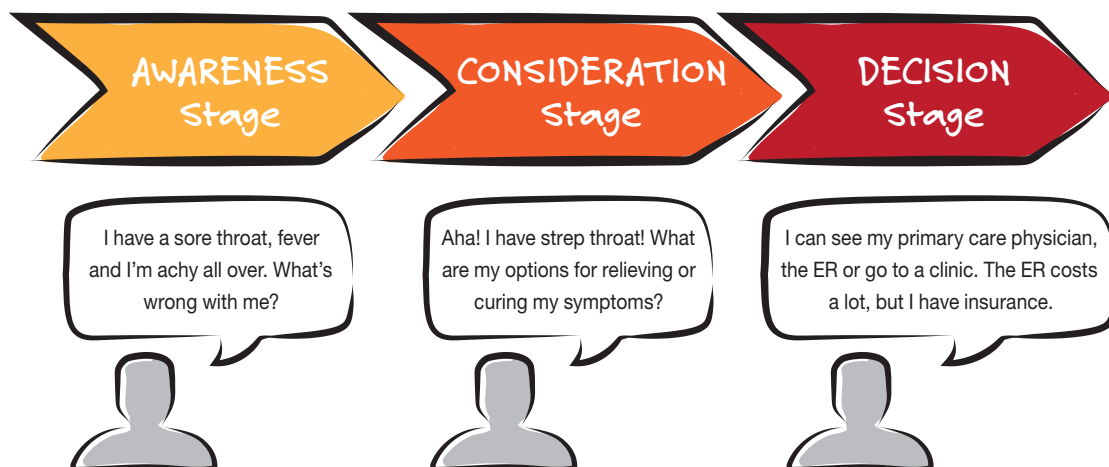 AWARENESS
Stage
CONSIDERATION
Stage
DECISION
Stage
I have a sore throat, fever
and I'm achy all over. What's
wrong with me?
Aha! I have strep throat! What
are my options for relieving or
curing my symptoms?
I can see my primary care physician,
the ER or go to a clinic. The ER costs
a lot, but I have insurance.